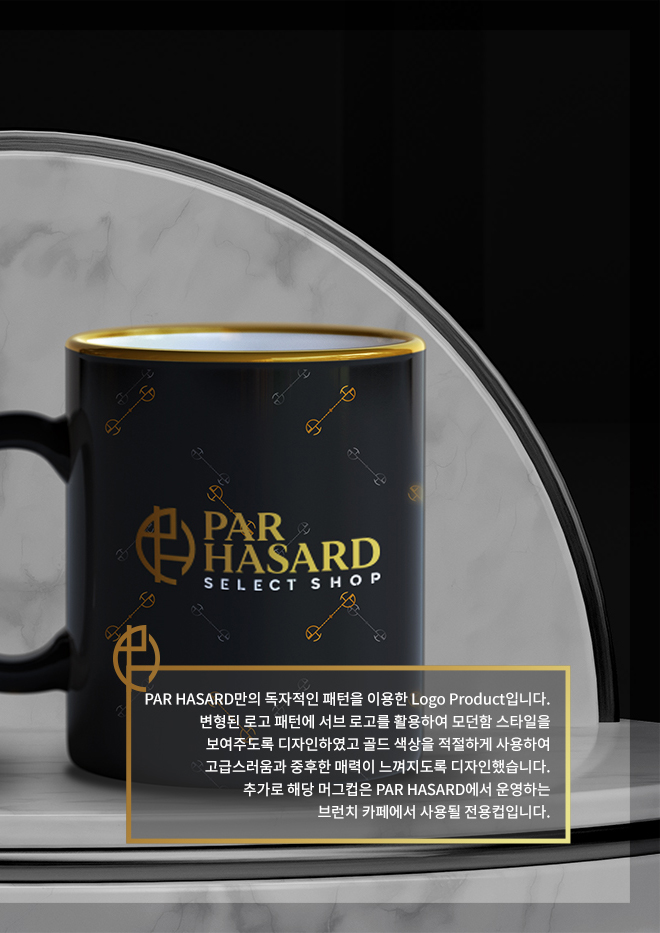 PAR
HASARD
SELECT SHOP
PAR HASARD만의 독자적인 패턴을 이용한 Logo Product입니다.
변형된 로고 패턴에 서브 로고를 활용하여 모던함 스타일을
보여주도록 디자인하였고 골드 색상을 적절하게 사용하여
고급스러움과 중후한 매력이 느껴지도록 디자인했습니다.
추가로 해당 머그컵은 PAR HASARD에서 운영하는
브런치 카페에서 사용될 전용컵입니다.